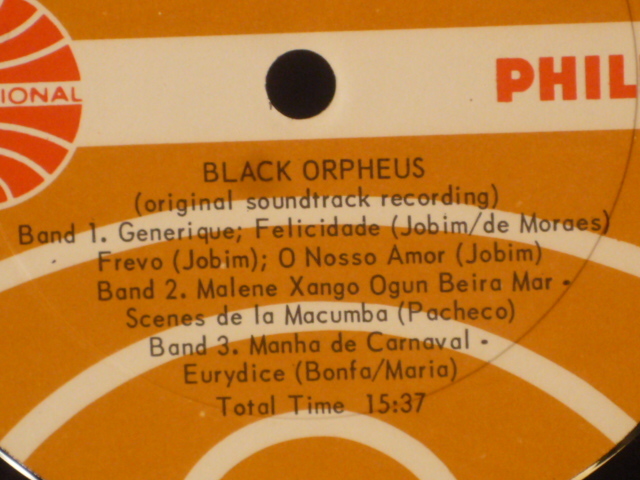 IONAL
PHIL
BLACK ORPHEUS
(original soundtrack recording)
Band 1. Generique; Felicidade (Jobim/de Moraes)
Frevo (Jobim); O Nosso Amor (Jobim)
Band 2. Malene Xango Ogun Beira Mar -
Scenes de la Macumba (Pacheco)
Band 3. Manha de Carnaval -
Eurydice (Bonfa/Maria)
Total Time 15:37